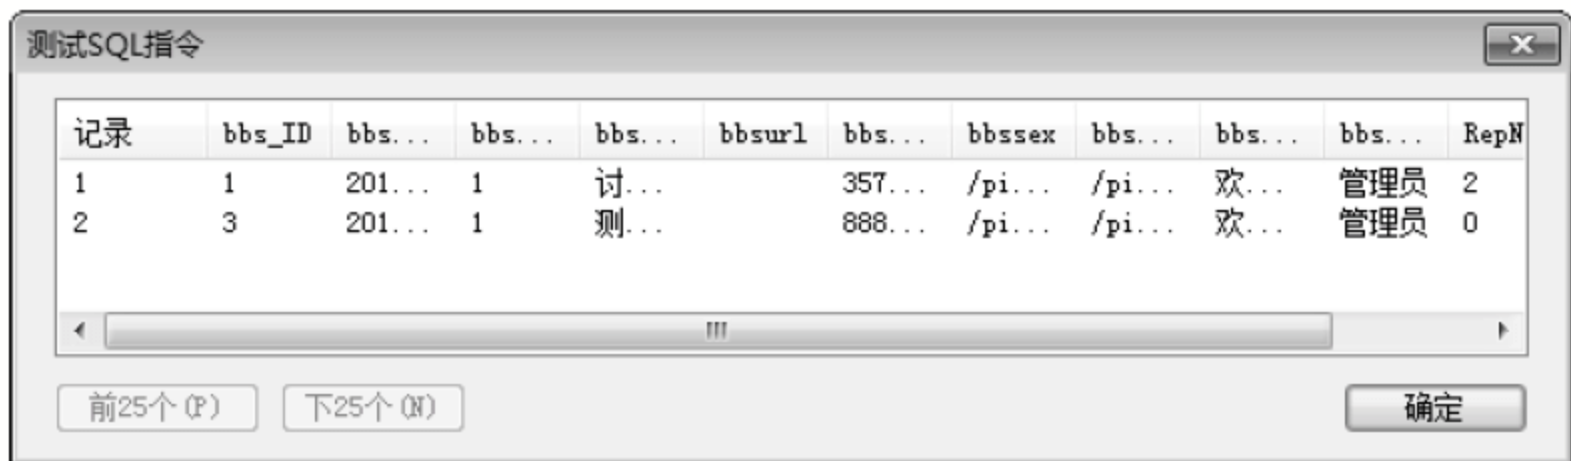 测试SQL指令
记录 bbs_ID bbs... bbs... bbs... bbsurl bbs... bbssex bbs... bbs... bbs... RepN
1 1 201... 1 讨... 357... /pi... /pi... 欢... 管理员 2
2 3 201... 1 测... 888... /pi... /pi... 欢... 管理员 0
前25个(P) 下25个(N) 确定